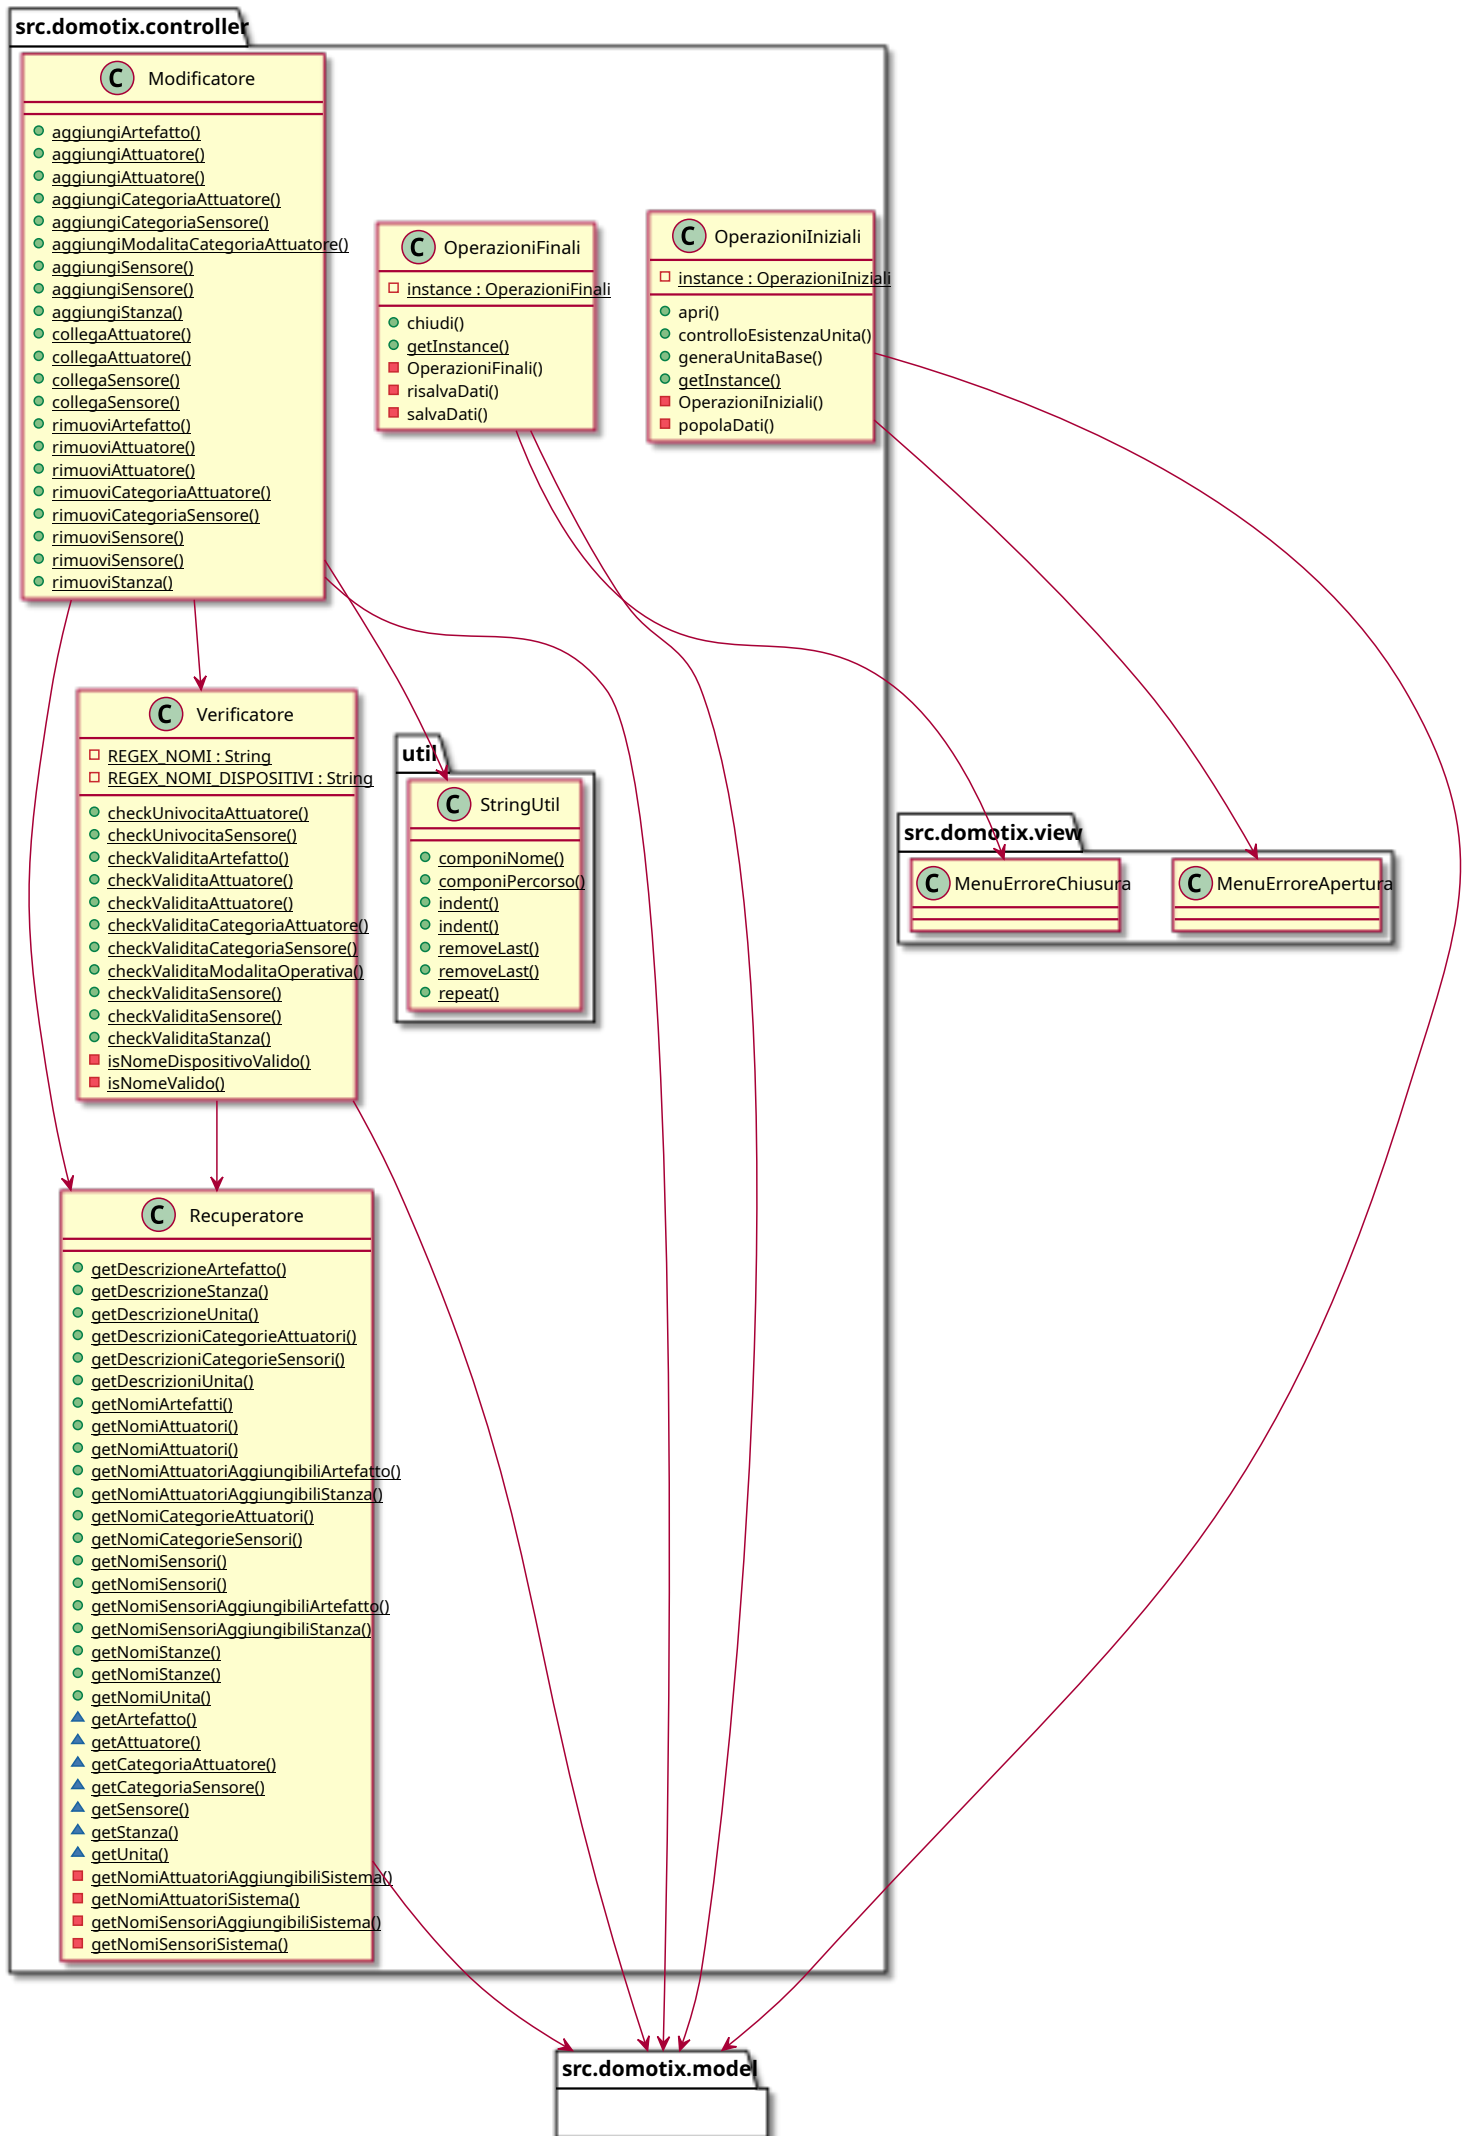 src.domotix.controller
Modificatore
aggiungiArtefatto()
aggiungiAttuatore()
aggiungiAttuatore()
aggiungiCategoriaAttuatore()
aggiungiCategoriaSensore()
aggiungiModalitaCategoriaAttuatore()
aggiungiSensore()
aggiungiSensore()
aggiungiStanza()
collegaAttuatore()
collegaAttuatore()
collegaSensore()
collegaSensore()
rimuoviArtefatto()
rimuoviAttuatore()
rimuoviAttuatore()
rimuoviCategoriaAttuatore()
rimuoviCategoriaSensore()
rimuoviSensore()
rimuoviSensore()
rimuoviStanza()
OperazioniFinali
instance : OperazioniFinali
chiudi()
getInstance()
OperazioniFinali()
risalvaDati()
salvaDati()
OperazioniIniziali
instance : OperazioniIniziali
apri()
controlloEsistenzaUnita()
generaUnitaBase()
getInstance()
OperazioniIniziali()
popolaDati()
Verificatore
REGEX_NOMI : String
REGEX_NOMI_DISPOSITIVI : String
checkUnivocitaAttuatore()
checkUnivocitaSensore()
checkValiditaArtefatto()
checkValiditaAttuatore()
checkValiditaAttuatore()
checkValiditaCategoriaAttuatore()
checkValiditaCategoriaSensore()
checkValiditaModalitaOperativa()
checkValiditaSensore()
checkValiditaSensore()
checkValiditaStanza()
isNomeDispositivoValido()
isNomeValido()
util
StringUtil
componiNome()
componiPercorso()
indent()
indent()
removeLast()
removeLast()
repeat()
src.domotix.view
MenuErroreChiusura
MenuErroreApertura
Recuperatore
getDescrizioneArtefatto()
getDescrizioneStanza()
getDescrizioneUnita()
getDescrizioniCategorieAttuatori()
getDescrizioniCategorieSensori()
getDescrizioniUnita()
getNomiArtefatti()
getNomiAttuatori()
getNomiAttuatori()
getNomiAttuatoriAggiungibiliArtefatto()
getNomiAttuatoriAggiungibiliStanza()
getNomiCategorieAttuatori()
getNomiCategorieSensori()
getNomiSensori()
getNomiSensori()
getNomiSensoriAggiungibiliArtefatto()
getNomiSensoriAggiungibiliStanza()
getNomiStanze()
getNomiStanze()
getNomiUnita()
getArtefatto()
getAttuatore()
getCategoriaAttuatore()
getCategoriaSensore()
getSensore()
getStanza()
getUnita()
getNomiAttuatoriAggiungibiliSistema()
getNomiAttuatoriSistema()
getNomiSensoriAggiungibiliSistema()
getNomiSensoriSistema()
src.domotix.model